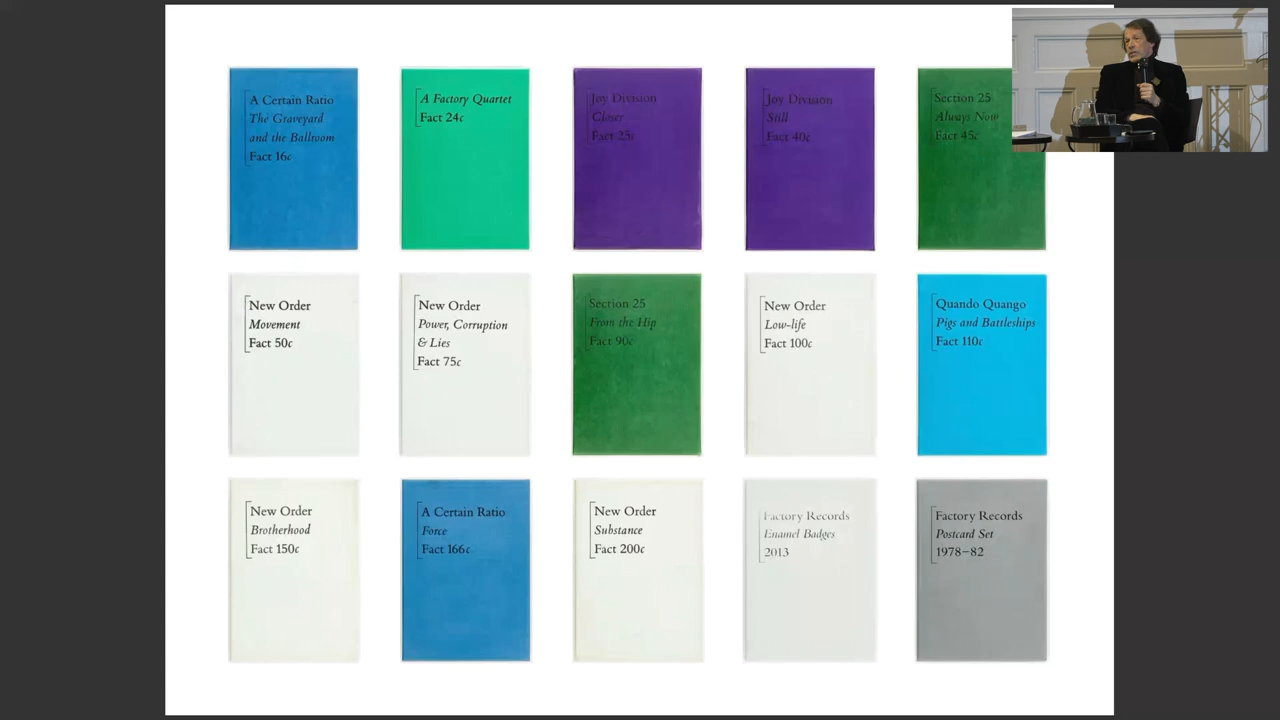 A Certain Ratio
The Graveyard
and the Ballroom
Fact 16c
A Factory Quartet
Fact 24c
Joy Division
Closer
Fact 25c
Joy Division
Still
Fact 40c
Section 25
Always Now
Fact 45c
New Order
Movement
Fact 50c
New Order
Power, Corruption
& Lies
Fact 75c
Section 25
From the Hip
Fact 90c
New Order
Low-life
Fact 100c
Quando Quango
Pigs and Battleships
Fact 110c
New Order
Brotherhood
Fact 150c
A Certain Ratio
Force
Fact 166c
New Order
Substance
Fact 200c
Factory Records
Enamel Badges
2013
Factory Records
Postcard Set
1978–82